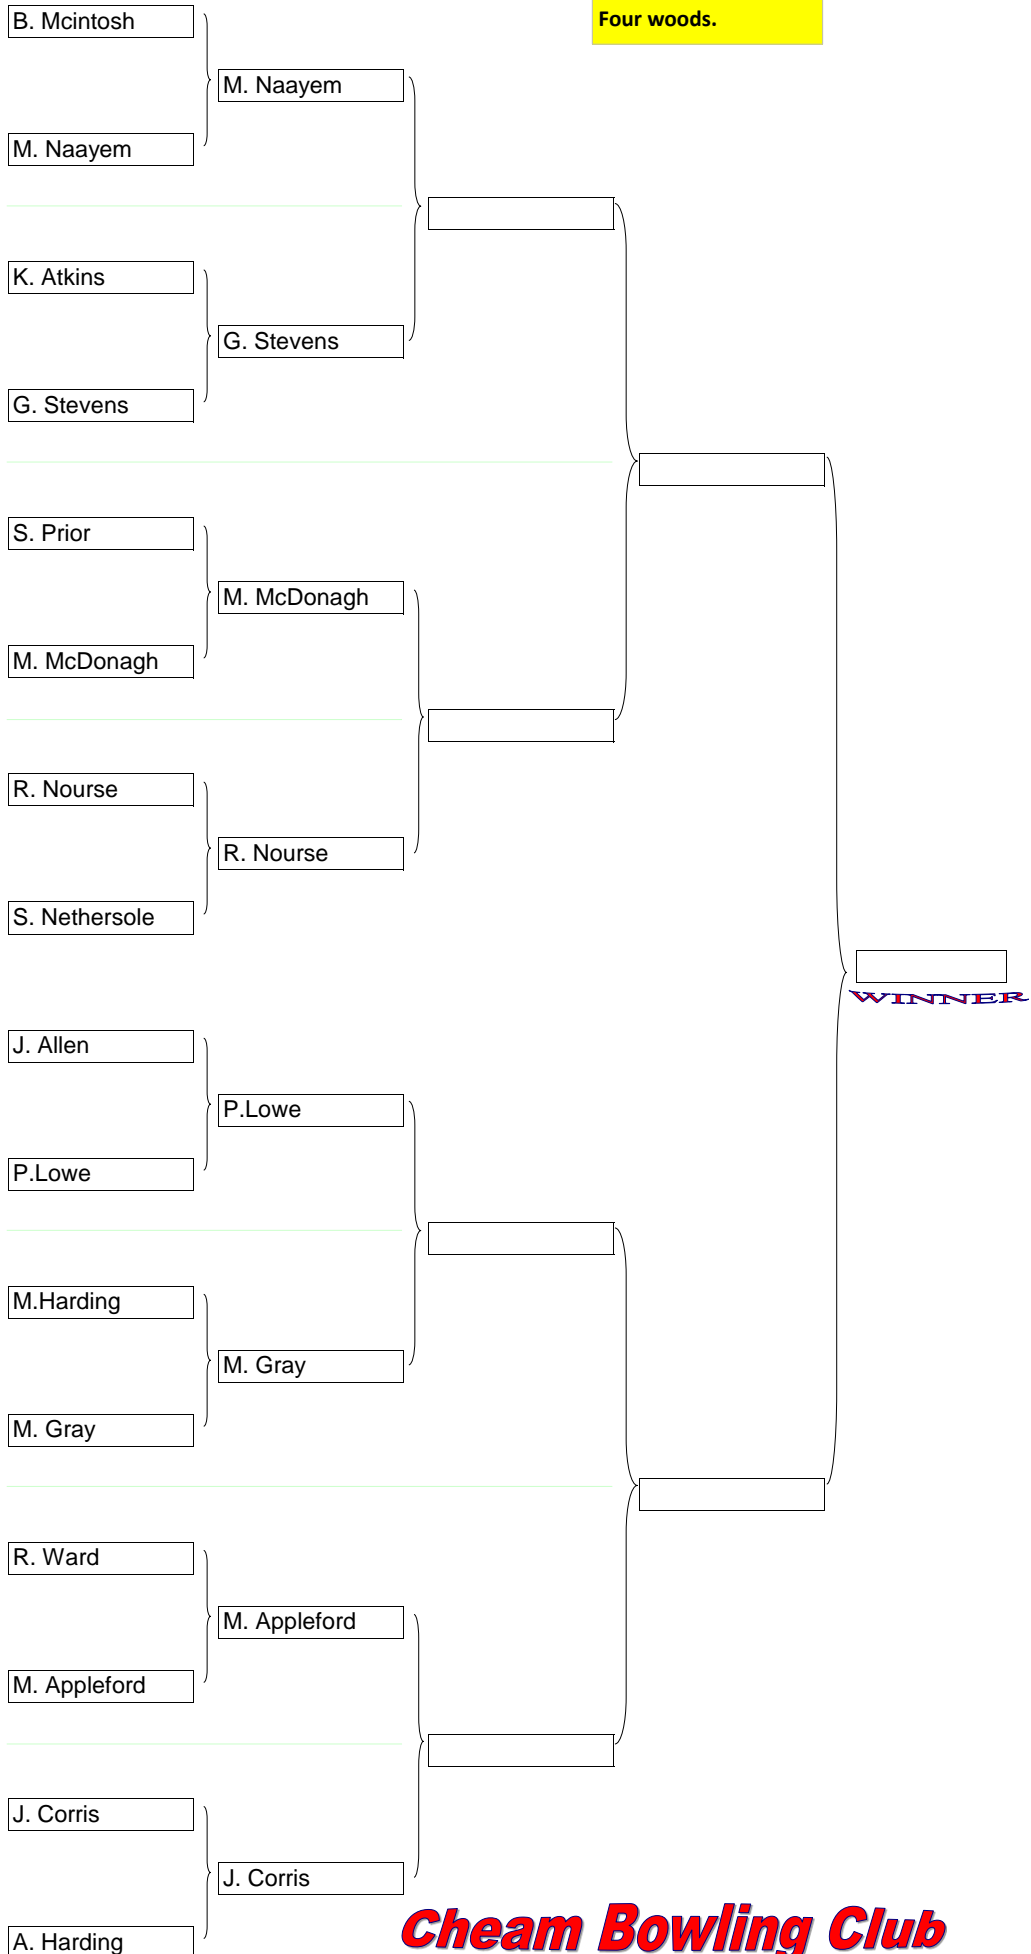 B. Mcintosh
Four woods.
M. Naayem
M. Naayem
K. Atkins
G. Stevens
G. Stevens
S. Prior
M. McDonagh
M. McDonagh
R. Nourse
R. Nourse
S. Nethersole
WINNER
J. Allen
P.Lowe
P.Lowe
M.Harding
M. Gray
M. Gray
R. Ward
M. Appleford
M. Appleford
J. Corris
J. Corris
Cheam Bowling Club
A. Harding